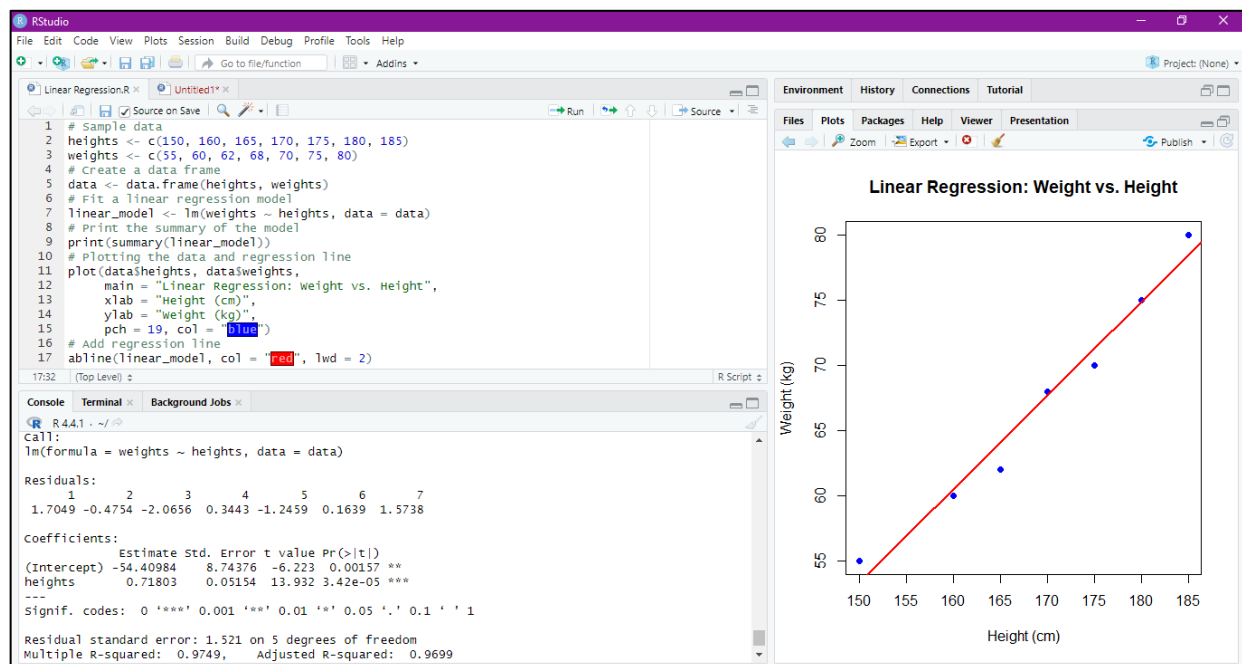 RStudio
File Edit Code View Plots Session Build Debug Profile Tools Help
Go to file/function Addins Project: (None)
Linear Regression.R Untitled1*
Source on Save Run Source
1 # Sample data
2 heights <- c(150, 160, 165, 170, 175, 180, 185)
3 weights <- c(55, 60, 62, 68, 70, 75, 80)
4 # Create a data frame
5 data <- data.frame(heights, weights)
6 # Fit a linear regression model
7 linear_model <- lm(weights ~ heights, data = data)
8 # Print the summary of the model
9 print(summary(linear_model))
10 # Plotting the data and regression line
11 plot(data$heights, data$weights,
12 main = "Linear Regression: Weight vs. Height",
13 xlab = "Height (cm)",
14 ylab = "Weight (kg)",
15 pch = 19, col = "blue")
16 # Add regression line
17 abline(linear_model, col = "red", lwd = 2)
17:32 (Top Level) R Script
Console Terminal Background Jobs
R 4.4.1 · ~/
Call:
lm(formula = weights ~ heights, data = data)
Residuals:
1 2 3 4 5 6 7
1.7049 -0.4754 -2.0656 0.3443 -1.2459 0.1639 1.5738
Coefficients:
Estimate Std. Error t value Pr(>|t|)
(Intercept) -54.40984 8.74376 -6.223 0.00157 **
heights 0.71803 0.05154 13.932 3.42e-05 ***
---
Signif. codes: 0 ‘***’ 0.001 ‘**’ 0.01 ‘*’ 0.05 ‘.’ 0.1 ‘ ’ 1
Residual standard error: 1.521 on 5 degrees of freedom
Multiple R-squared: 0.9749, Adjusted R-squared: 0.9699
Environment History Connections Tutorial
Files Plots Packages Help Viewer Presentation
Zoom Export Publish
Linear Regression: Weight vs. Height
80
75
70
65
60
55
Weight (kg)
150 155 160 165 170 175 180 185
Height (cm)